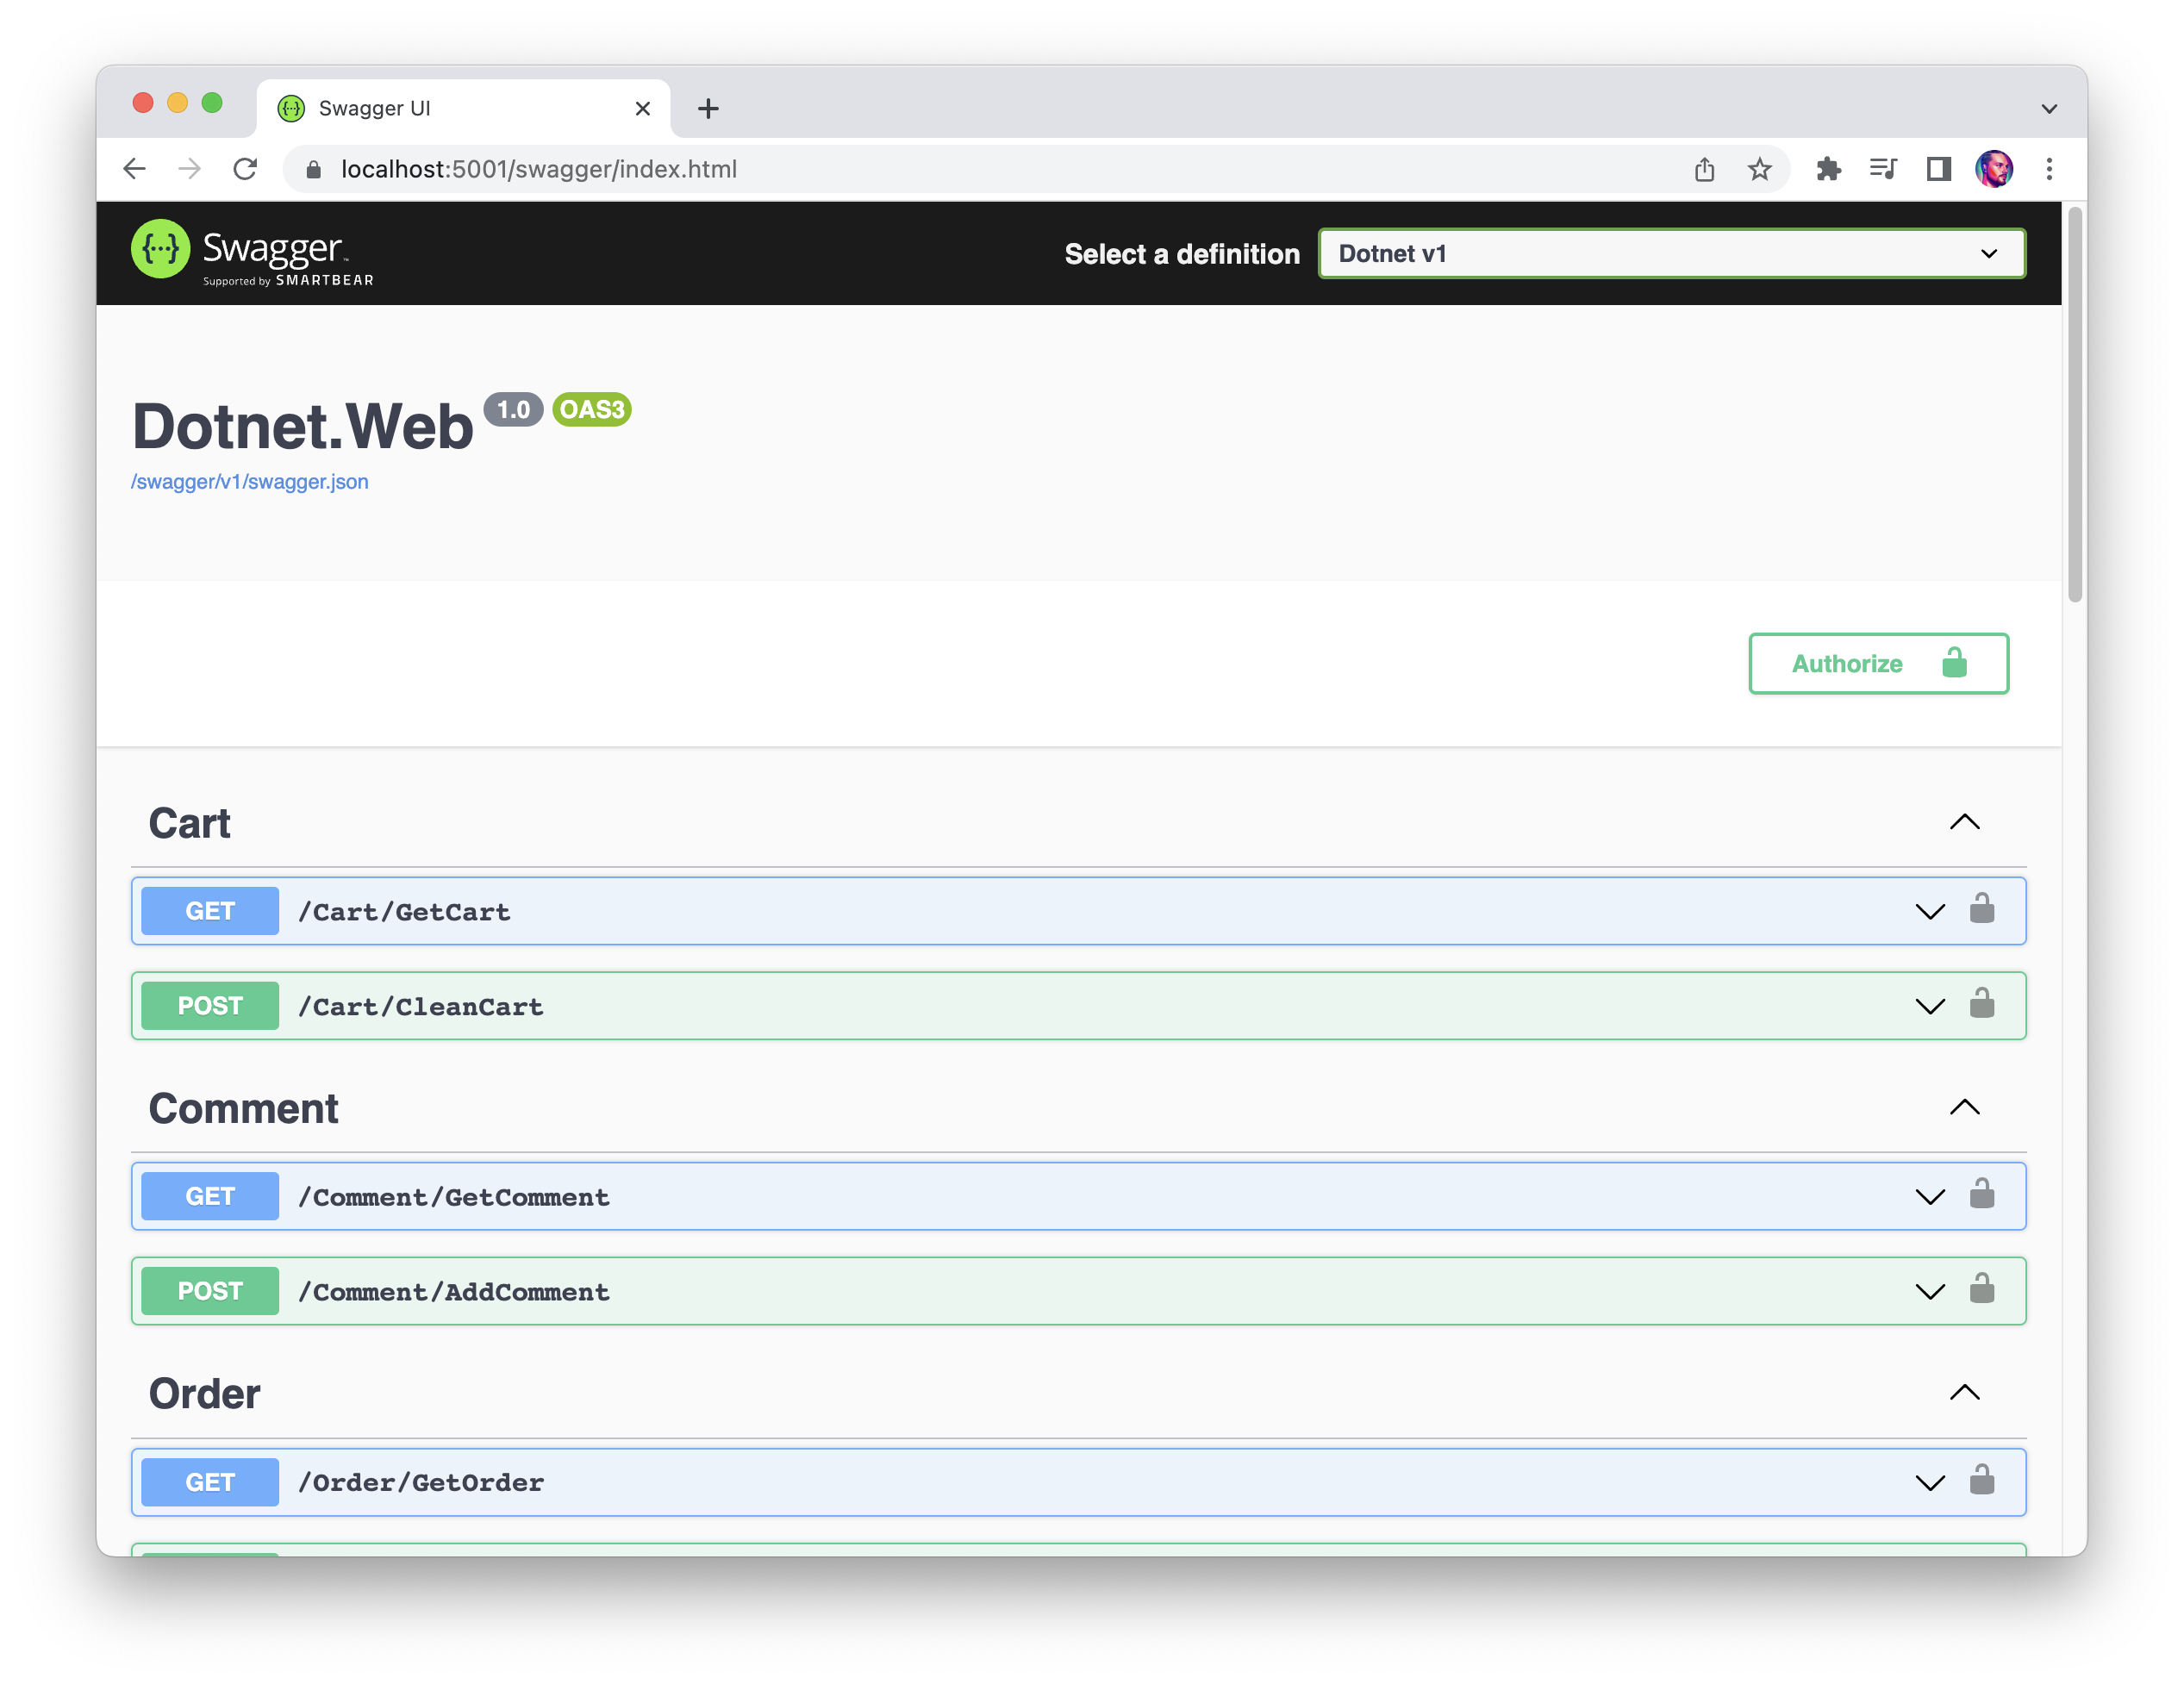 Swagger UI
localhost:5001/swagger/index.html
{···} Swagger™
Supported by SMARTBEAR
Select a definition
Dotnet v1
Dotnet.Web 1.0 OAS3
/swagger/v1/swagger.json
Authorize
Cart
GET /Cart/GetCart
POST /Cart/CleanCart
Comment
GET /Comment/GetComment
POST /Comment/AddComment
Order
GET /Order/GetOrder